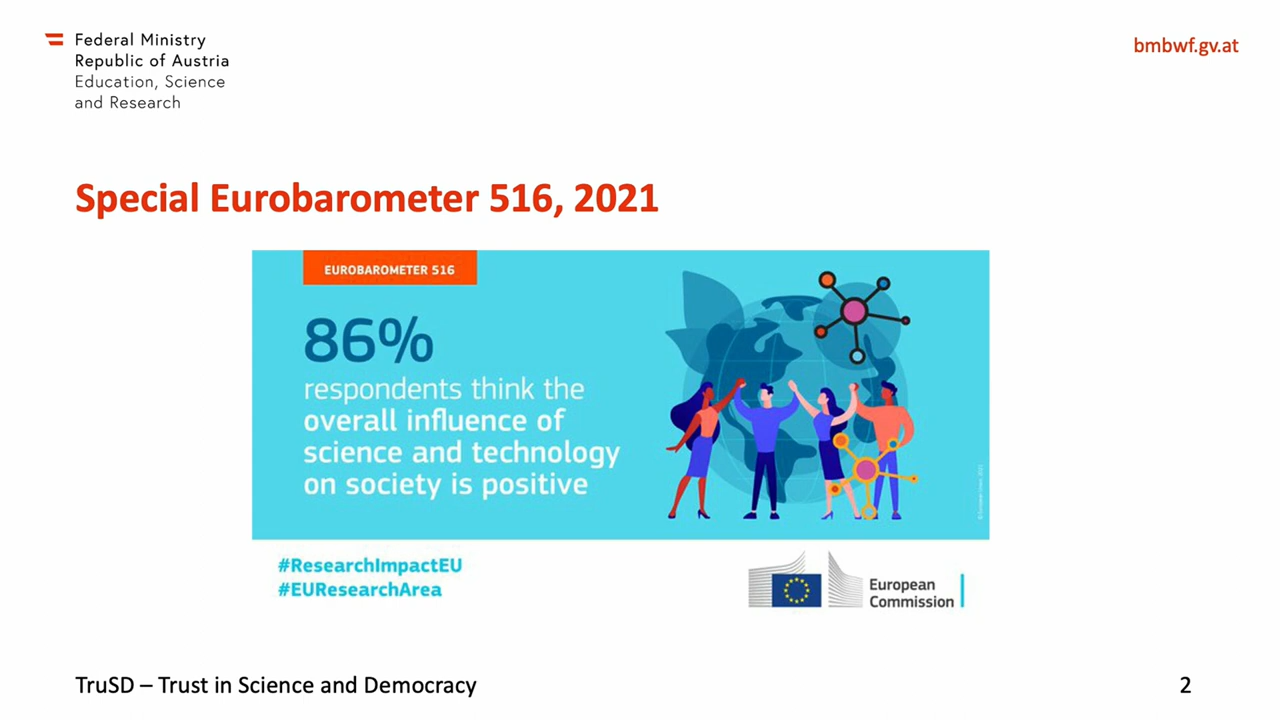 Federal Ministry
Republic of Austria
Education, Science
and Research
bmbwf.gv.at
Special Eurobarometer 516, 2021
EUROBAROMETER 516
86%
respondents think the
overall influence of
science and technology
on society is positive
#ResearchImpactEU
#EUResearchArea
European
Commission
TruSD – Trust in Science and Democracy
2